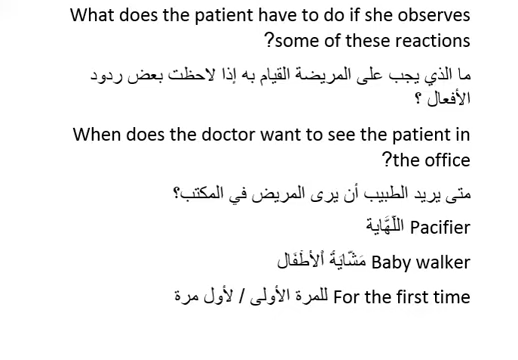 What does the patient have to do if she observes
some of these reactions?
ما الذي يجب على المريضة القيام به إذا لاحظت بعض ردود
الأفعال ؟
When does the doctor want to see the patient in
the office?
متى يريد الطبيب أن يرى المريض في المكتب؟
Pacifier اللَّهَّاية
Baby walker مَشَّايَةُ ٱلْأَطْفَال
For the first time للمرة الأولى / لأول مرة